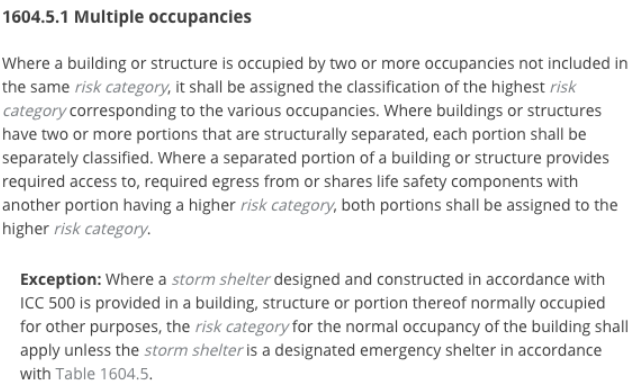 1604.5.1 Multiple occupancies
Where a building or structure is occupied by two or more occupancies not included in
the same risk category, it shall be assigned the classification of the highest risk
category corresponding to the various occupancies. Where buildings or structures
have two or more portions that are structurally separated, each portion shall be
separately classified. Where a separated portion of a building or structure provides
required access to, required egress from or shares life safety components with
another portion having a higher risk category, both portions shall be assigned to the
higher risk category.
Exception: Where a storm shelter designed and constructed in accordance with
ICC 500 is provided in a building, structure or portion thereof normally occupied
for other purposes, the risk category for the normal occupancy of the building shall
apply unless the storm shelter is a designated emergency shelter in accordance
with Table 1604.5.